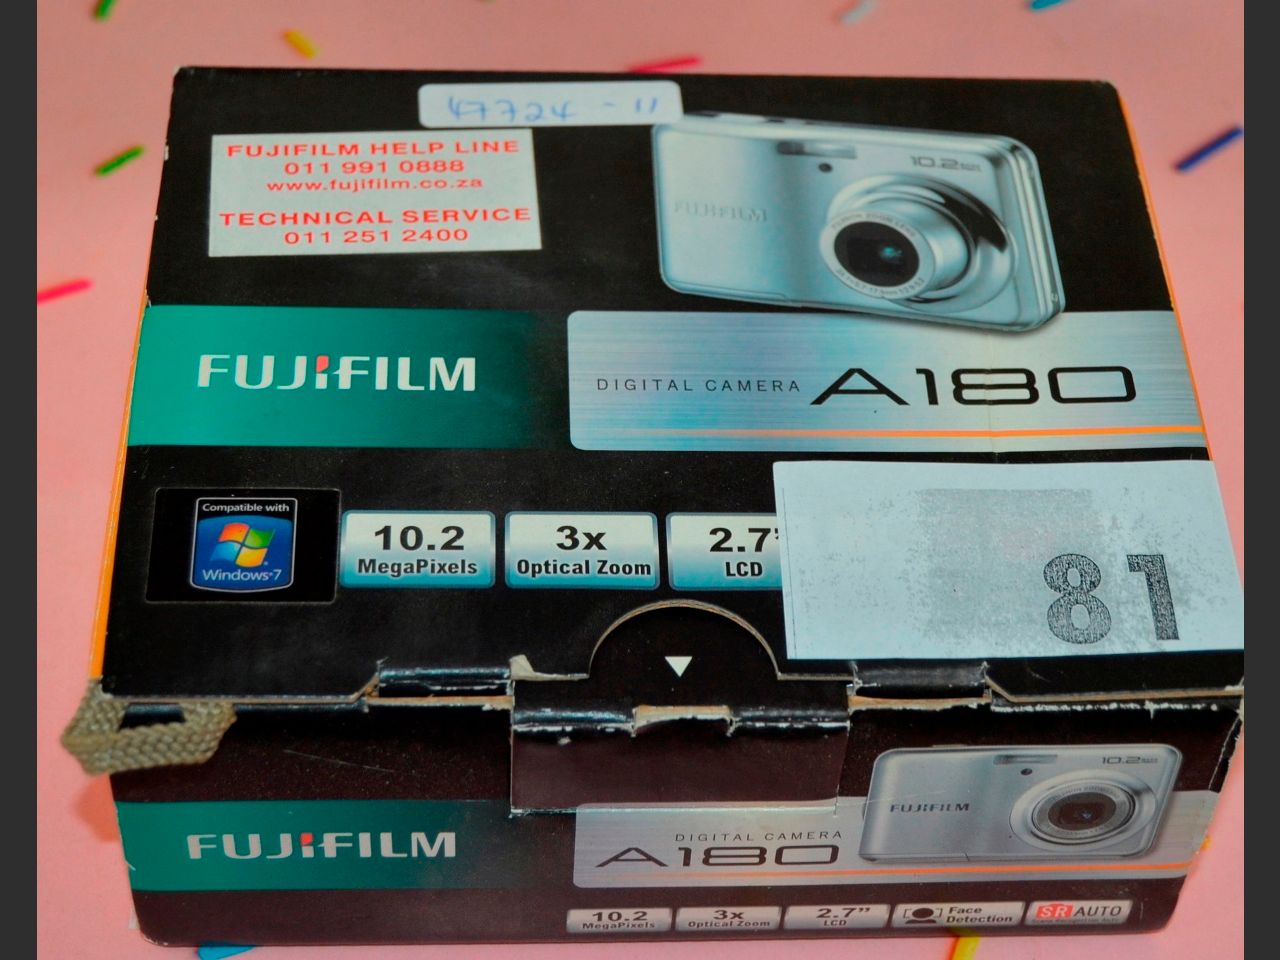 47724 - 11
FUJIFILM HELP LINE
011 991 0888
www.fujifilm.co.za
TECHNICAL SERVICE
011 251 2400
10.2
FUJIFILM
FUJIFILM
DIGITAL CAMERA A180
Compatible with
Windows 7
10.2
MegaPixels
3x
Optical Zoom
2.7"
LCD
81
10.2
FUJIFILM
FUJIFILM
DIGITAL CAMERA
A180
10.2
MegaPixels
3x
Optical Zoom
2.7"
LCD
Face
Detection
SR AUTO